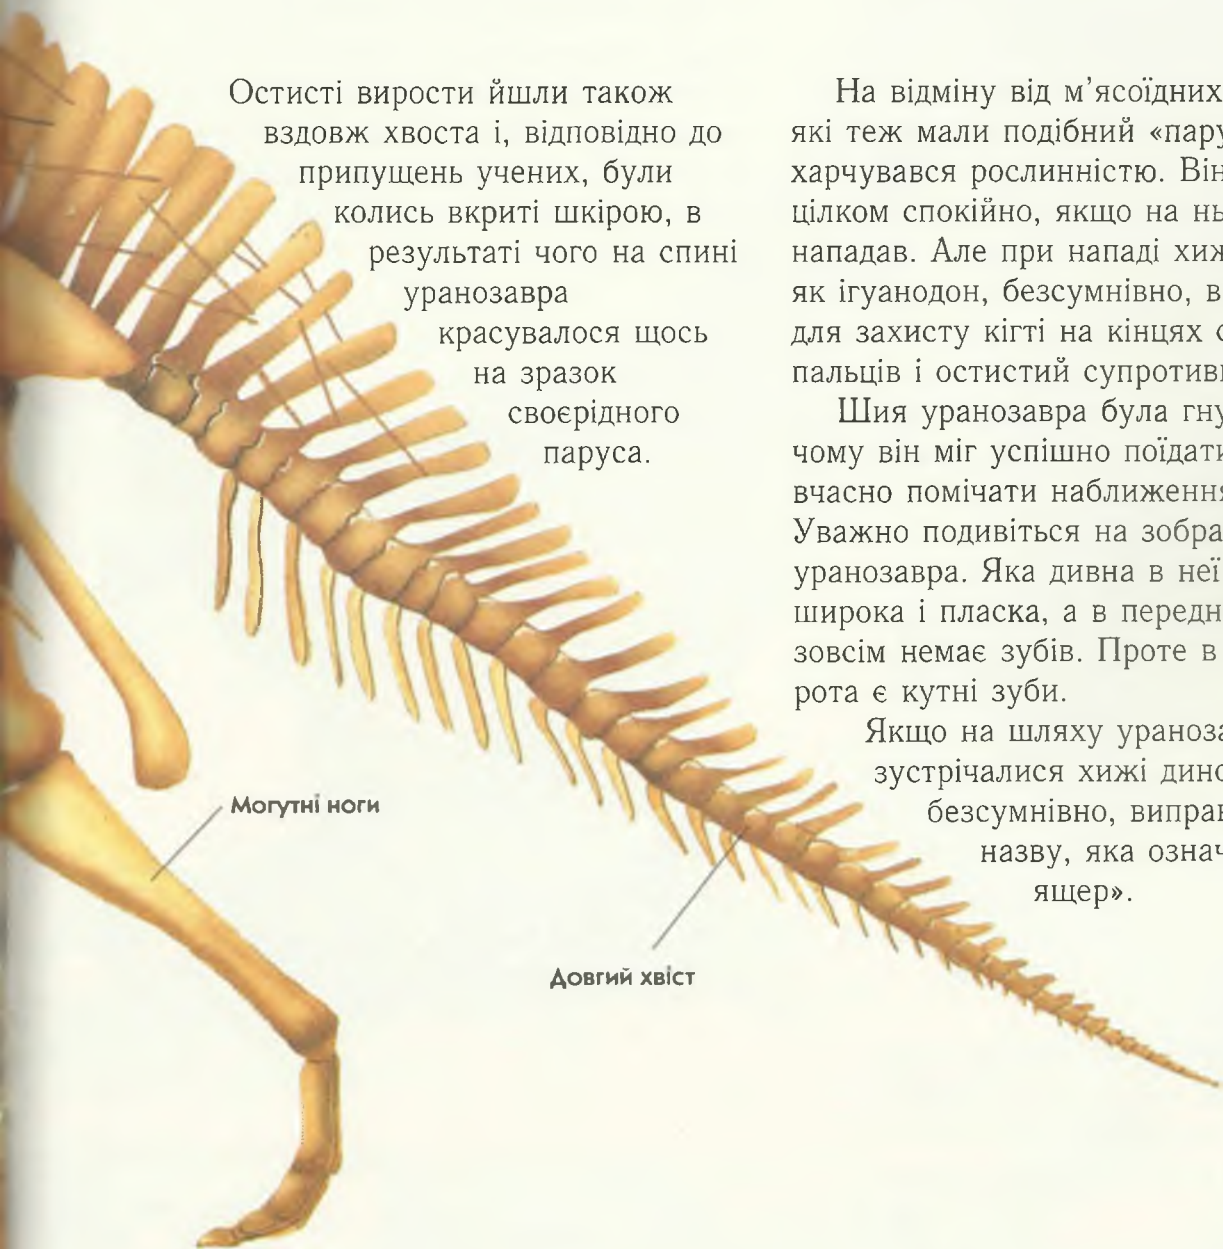 Остисті вирости йшли також
вздовж хвоста і, відповідно до
припущень учених, були
колись вкриті шкірою, в
результаті чого на спині
уранозавра
красувалося щось
на зразок
своєрідного
паруса.
На відміну від м’ясоїдних
які теж мали подібний «пару
харчувався рослинністю. Він
цілком спокійно, якщо на нь
нападав. Але при нападі хиж
як ігуанодон, безсумнівно, в
для захисту кігті на кінцях с
пальців і остистий супротивн
Шия уранозавра була гну
чому він міг успішно поїдати
вчасно помічати наближення
Уважно подивіться на зобра
уранозавра. Яка дивна в неї
широка і пласка, а в передн
зовсім немає зубів. Проте в
рота є кутні зуби.
Якщо на шляху ураноза
зустрічалися хижі дино
безсумнівно, виправ
назву, яка означ
ящер».
Могутні ноги
Довгий хвіст